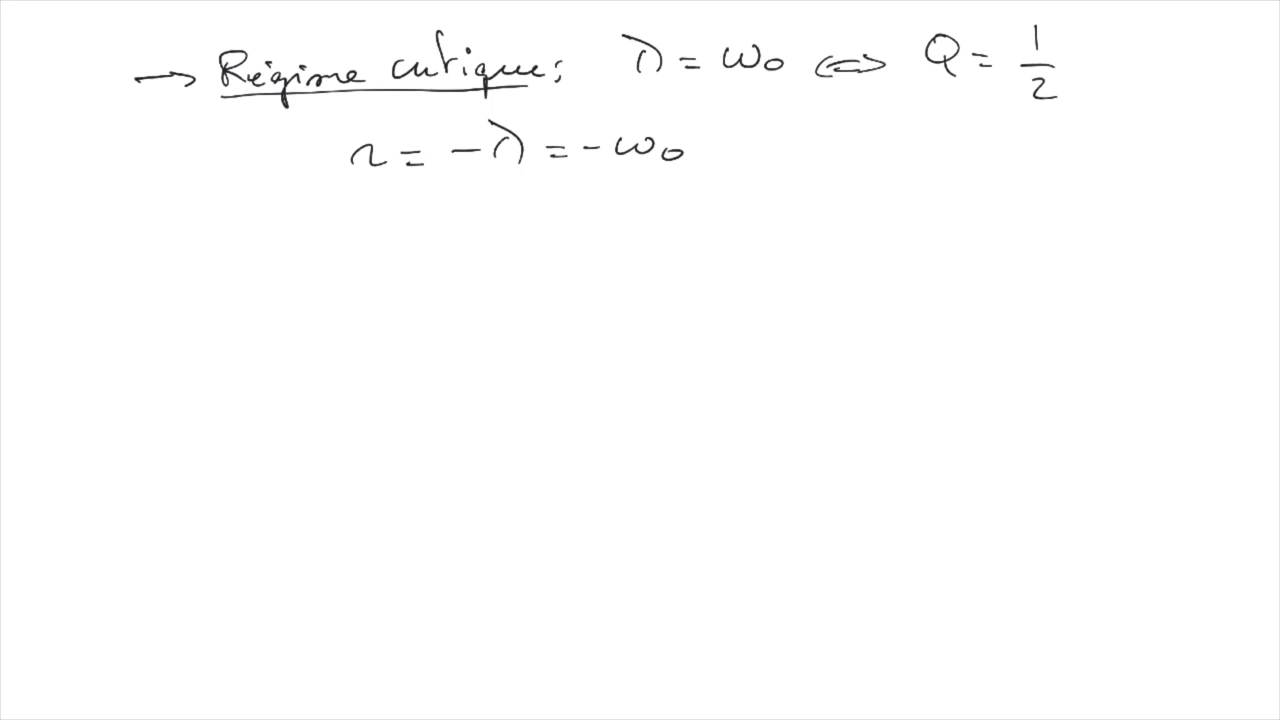 → Régime critique : λ = ω₀ ⇔ Q = 1/2
r = -λ = -ω₀